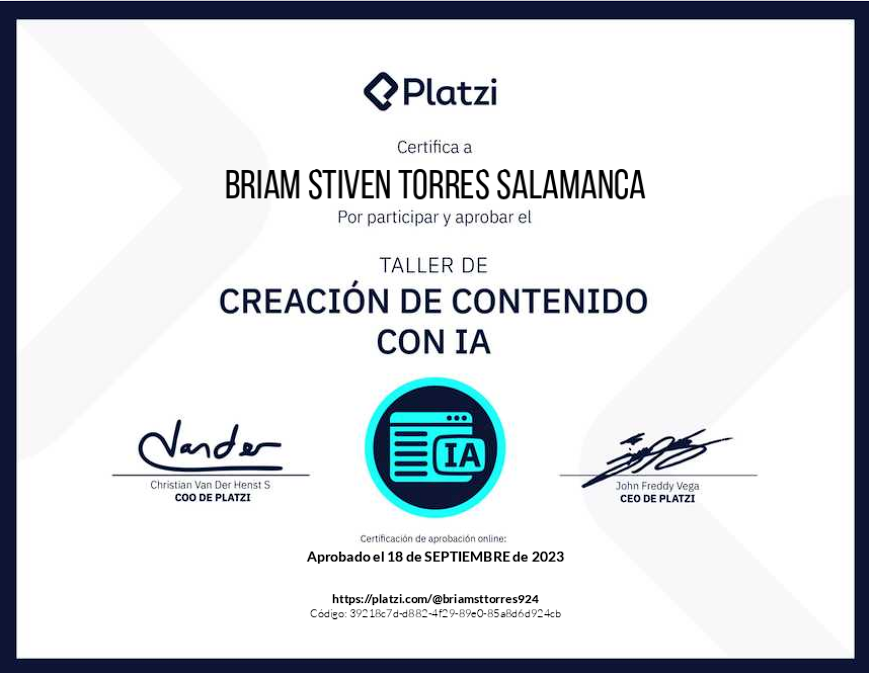 Platzi
Certifica a
BRIAM STIVEN TORRES SALAMANCA
Por participar y aprobar el
TALLER DE
CREACIÓN DE CONTENIDO
CON IA
IA
Vander
Christian Van Der Henst S
COO DE PLATZI
John Freddy Vega
CEO DE PLATZI
Certificación de aprobación online:
Aprobado el 18 de SEPTIEMBRE de 2023
https://platzi.com/@briamsttorres924
Código: 39218c7d-d882-4f29-89e0-85a8d6d924cb